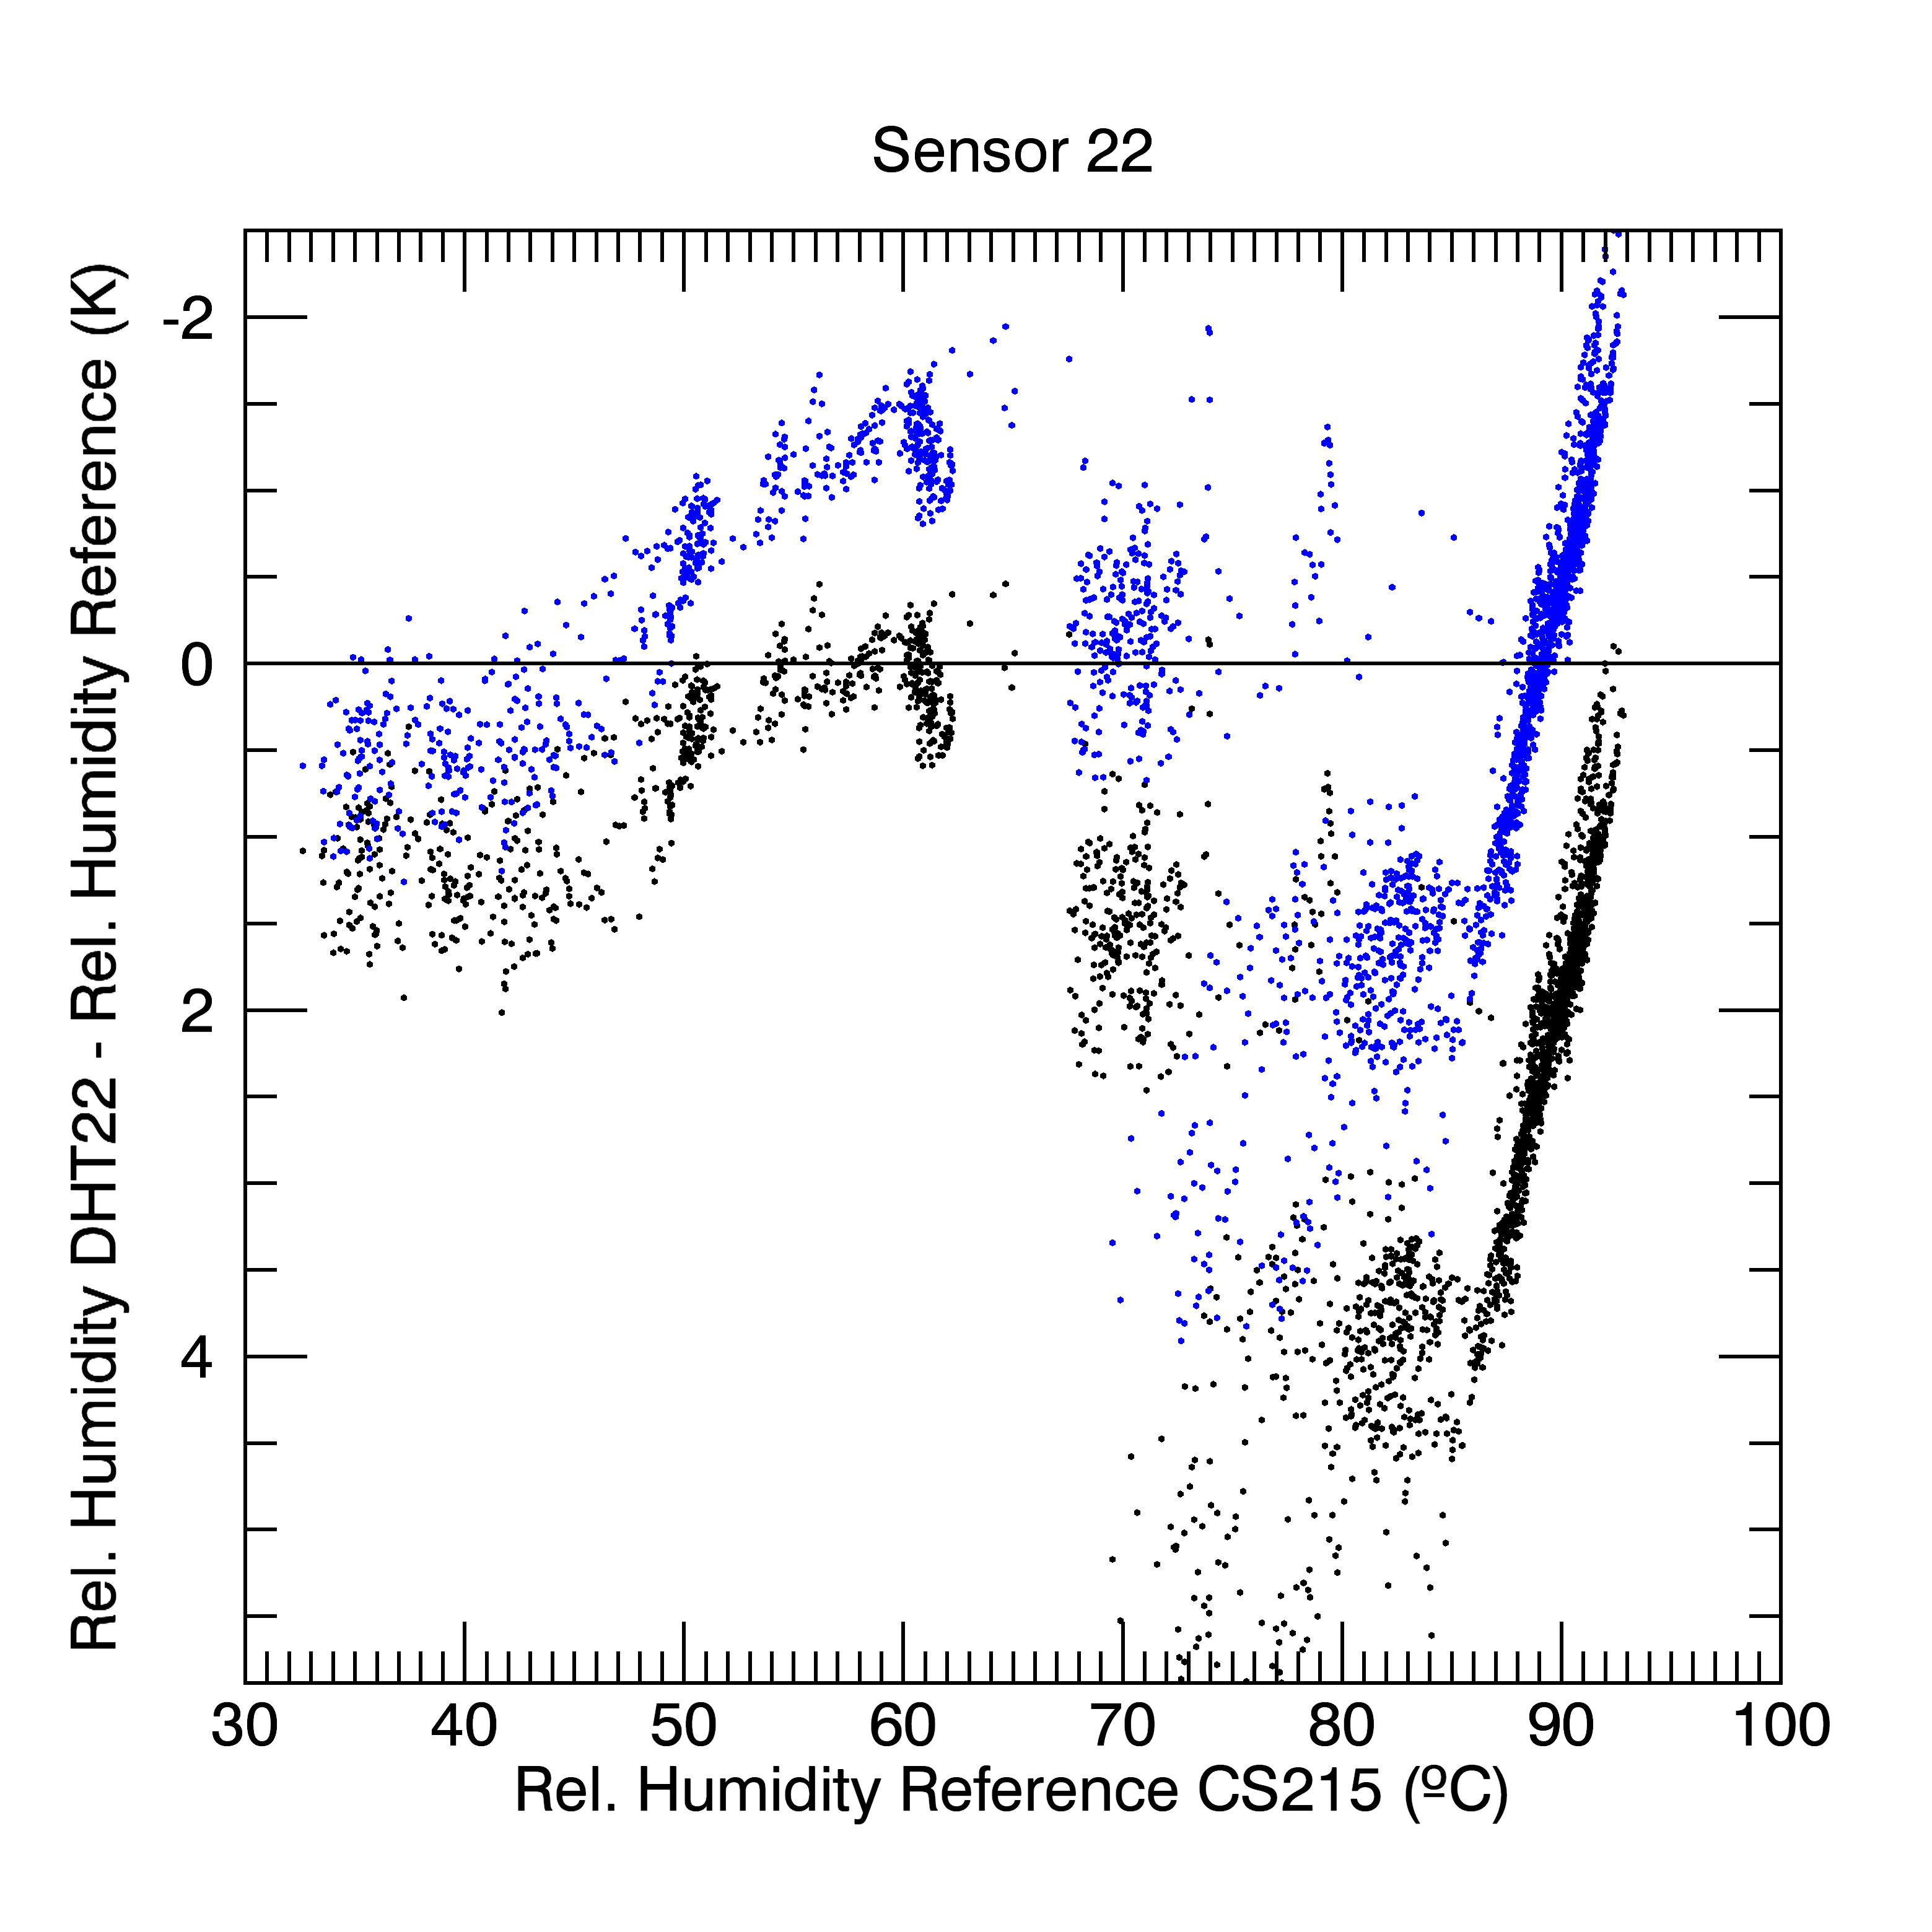 Sensor 22
Rel. Humidity DHT22 - Rel. Humidity Reference (K)
-2
0
2
4
30 40 50 60 70 80 90 100
Rel. Humidity Reference CS215 (ºC)